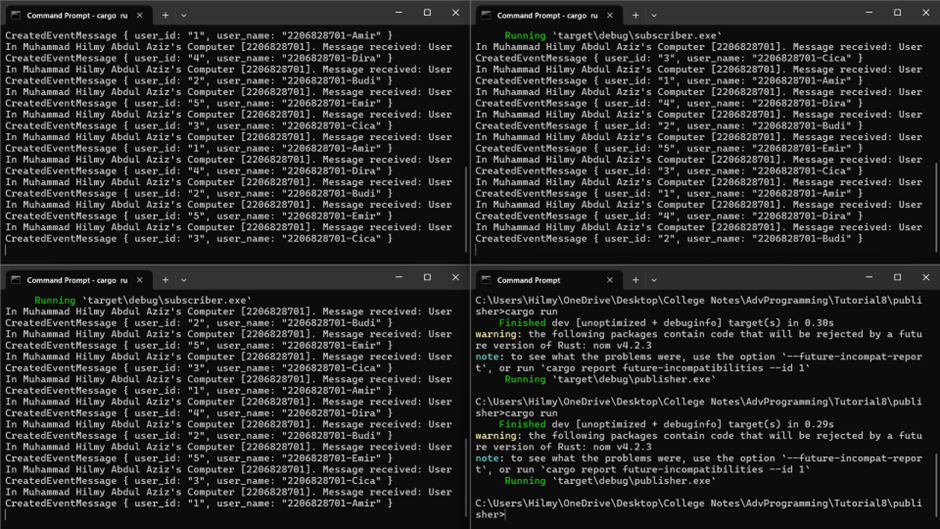 Command Prompt - cargo ru
CreatedEventMessage { user_id: "1", user_name: "2206828701-Amir" }
In Muhammad Hilmy Abdul Aziz's Computer [2206828701]. Message received: User
CreatedEventMessage { user_id: "4", user_name: "2206828701-Dira" }
In Muhammad Hilmy Abdul Aziz's Computer [2206828701]. Message received: User
CreatedEventMessage { user_id: "2", user_name: "2206828701-Budi" }
In Muhammad Hilmy Abdul Aziz's Computer [2206828701]. Message received: User
CreatedEventMessage { user_id: "5", user_name: "2206828701-Emir" }
In Muhammad Hilmy Abdul Aziz's Computer [2206828701]. Message received: User
CreatedEventMessage { user_id: "3", user_name: "2206828701-Cica" }
In Muhammad Hilmy Abdul Aziz's Computer [2206828701]. Message received: User
CreatedEventMessage { user_id: "1", user_name: "2206828701-Amir" }
In Muhammad Hilmy Abdul Aziz's Computer [2206828701]. Message received: User
CreatedEventMessage { user_id: "4", user_name: "2206828701-Dira" }
In Muhammad Hilmy Abdul Aziz's Computer [2206828701]. Message received: User
CreatedEventMessage { user_id: "2", user_name: "2206828701-Budi" }
In Muhammad Hilmy Abdul Aziz's Computer [2206828701]. Message received: User
CreatedEventMessage { user_id: "5", user_name: "2206828701-Emir" }
In Muhammad Hilmy Abdul Aziz's Computer [2206828701]. Message received: User
CreatedEventMessage { user_id: "3", user_name: "2206828701-Cica" }
Command Prompt - cargo ru
Running `target\debug\subscriber.exe`
In Muhammad Hilmy Abdul Aziz's Computer [2206828701]. Message received: User
CreatedEventMessage { user_id: "3", user_name: "2206828701-Cica" }
In Muhammad Hilmy Abdul Aziz's Computer [2206828701]. Message received: User
CreatedEventMessage { user_id: "1", user_name: "2206828701-Amir" }
In Muhammad Hilmy Abdul Aziz's Computer [2206828701]. Message received: User
CreatedEventMessage { user_id: "4", user_name: "2206828701-Dira" }
In Muhammad Hilmy Abdul Aziz's Computer [2206828701]. Message received: User
CreatedEventMessage { user_id: "2", user_name: "2206828701-Budi" }
In Muhammad Hilmy Abdul Aziz's Computer [2206828701]. Message received: User
CreatedEventMessage { user_id: "5", user_name: "2206828701-Emir" }
In Muhammad Hilmy Abdul Aziz's Computer [2206828701]. Message received: User
CreatedEventMessage { user_id: "3", user_name: "2206828701-Cica" }
In Muhammad Hilmy Abdul Aziz's Computer [2206828701]. Message received: User
CreatedEventMessage { user_id: "1", user_name: "2206828701-Amir" }
In Muhammad Hilmy Abdul Aziz's Computer [2206828701]. Message received: User
CreatedEventMessage { user_id: "4", user_name: "2206828701-Dira" }
In Muhammad Hilmy Abdul Aziz's Computer [2206828701]. Message received: User
CreatedEventMessage { user_id: "2", user_name: "2206828701-Budi" }
Command Prompt - cargo ru
Running `target\debug\subscriber.exe`
In Muhammad Hilmy Abdul Aziz's Computer [2206828701]. Message received: User
CreatedEventMessage { user_id: "2", user_name: "2206828701-Budi" }
In Muhammad Hilmy Abdul Aziz's Computer [2206828701]. Message received: User
CreatedEventMessage { user_id: "5", user_name: "2206828701-Emir" }
In Muhammad Hilmy Abdul Aziz's Computer [2206828701]. Message received: User
CreatedEventMessage { user_id: "3", user_name: "2206828701-Cica" }
In Muhammad Hilmy Abdul Aziz's Computer [2206828701]. Message received: User
CreatedEventMessage { user_id: "1", user_name: "2206828701-Amir" }
In Muhammad Hilmy Abdul Aziz's Computer [2206828701]. Message received: User
CreatedEventMessage { user_id: "4", user_name: "2206828701-Dira" }
In Muhammad Hilmy Abdul Aziz's Computer [2206828701]. Message received: User
CreatedEventMessage { user_id: "2", user_name: "2206828701-Budi" }
In Muhammad Hilmy Abdul Aziz's Computer [2206828701]. Message received: User
CreatedEventMessage { user_id: "5", user_name: "2206828701-Emir" }
In Muhammad Hilmy Abdul Aziz's Computer [2206828701]. Message received: User
CreatedEventMessage { user_id: "3", user_name: "2206828701-Cica" }
In Muhammad Hilmy Abdul Aziz's Computer [2206828701]. Message received: User
CreatedEventMessage { user_id: "1", user_name: "2206828701-Amir" }
Command Prompt
C:\Users\Hilmy\OneDrive\Desktop\College Notes\AdvProgramming\Tutorial8\publi
sher>cargo run
Finished dev [unoptimized + debuginfo] target(s) in 0.30s
warning: the following packages contain code that will be rejected by a futu
re version of Rust: nom v4.2.3
note: to see what the problems were, use the option `--future-incompat-repor
t`, or run `cargo report future-incompatibilities --id 1`
Running `target\debug\publisher.exe`
C:\Users\Hilmy\OneDrive\Desktop\College Notes\AdvProgramming\Tutorial8\publi
sher>cargo run
Finished dev [unoptimized + debuginfo] target(s) in 0.29s
warning: the following packages contain code that will be rejected by a futu
re version of Rust: nom v4.2.3
note: to see what the problems were, use the option `--future-incompat-repor
t`, or run `cargo report future-incompatibilities --id 1`
Running `target\debug\publisher.exe`
C:\Users\Hilmy\OneDrive\Desktop\College Notes\AdvProgramming\Tutorial8\publi
sher>